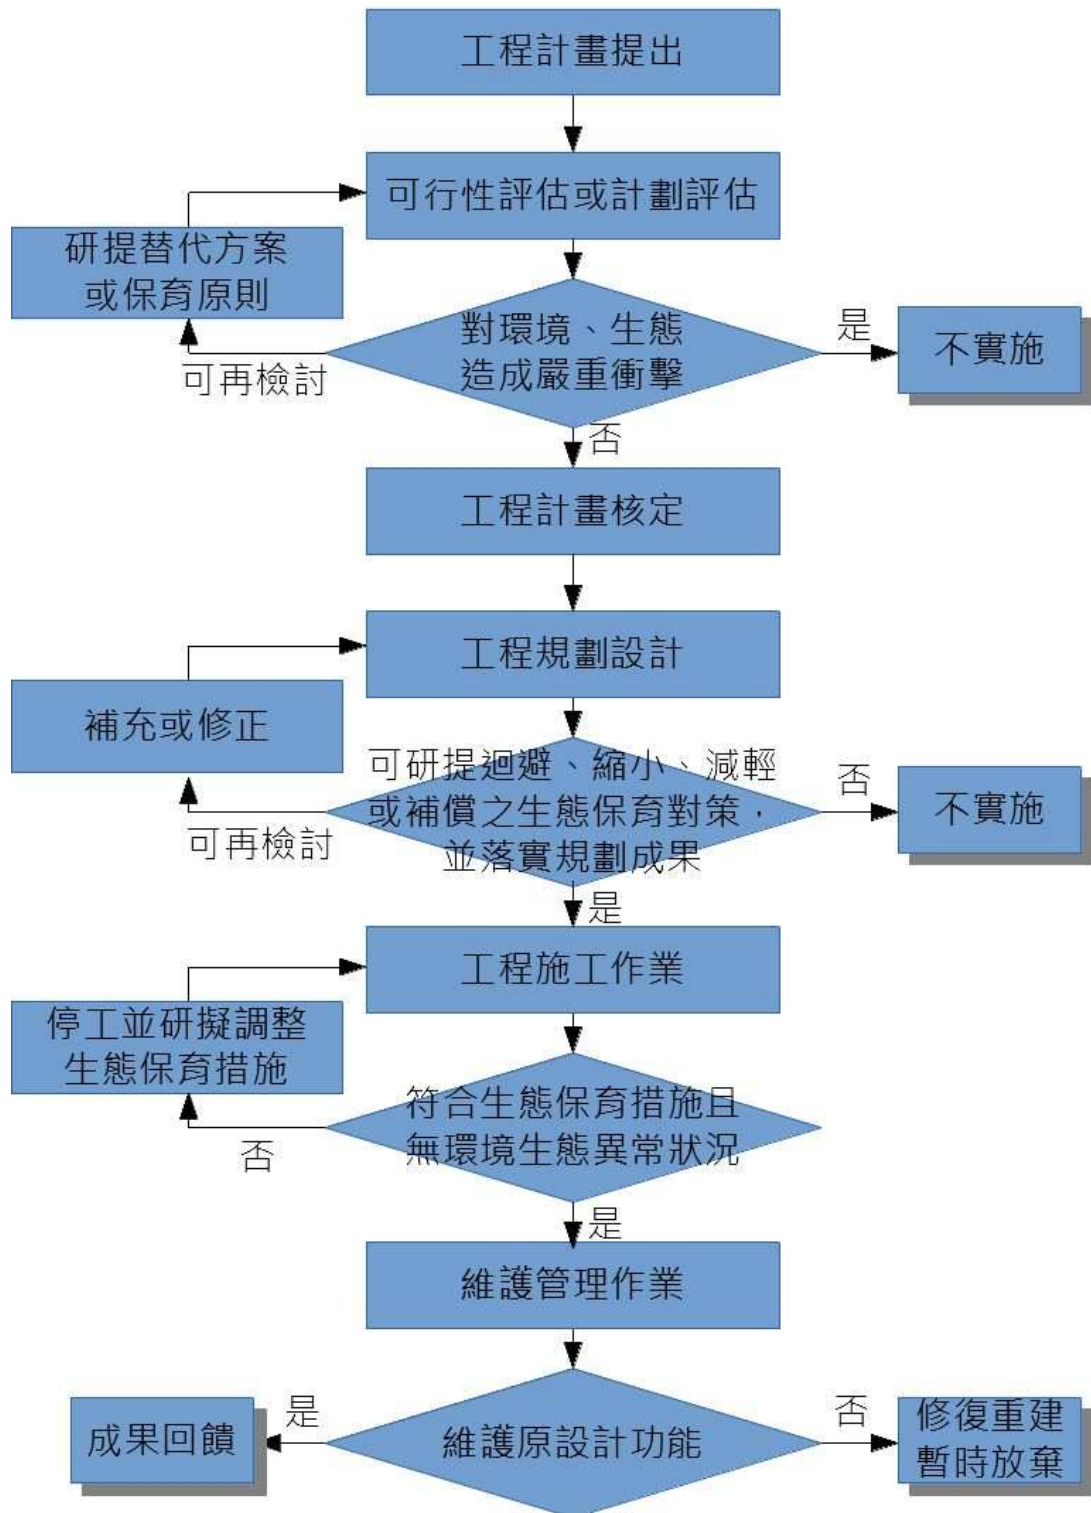 工程計畫提出
可行性評估或計劃評估
研提替代方案
或保育原則
對環境、生態
造成嚴重衝擊
是
不實施
可再檢討
否
工程計畫核定
工程規劃設計
補充或修正
可研提迴避、縮小、減輕
或補償之生態保育對策，
並落實規劃成果
否
不實施
可再檢討
是
工程施工作業
停工並研擬調整
生態保育措施
符合生態保育措施且
無環境生態異常狀況
否
是
維護管理作業
是
成果回饋
維護原設計功能
否
修復重建
暫時放棄